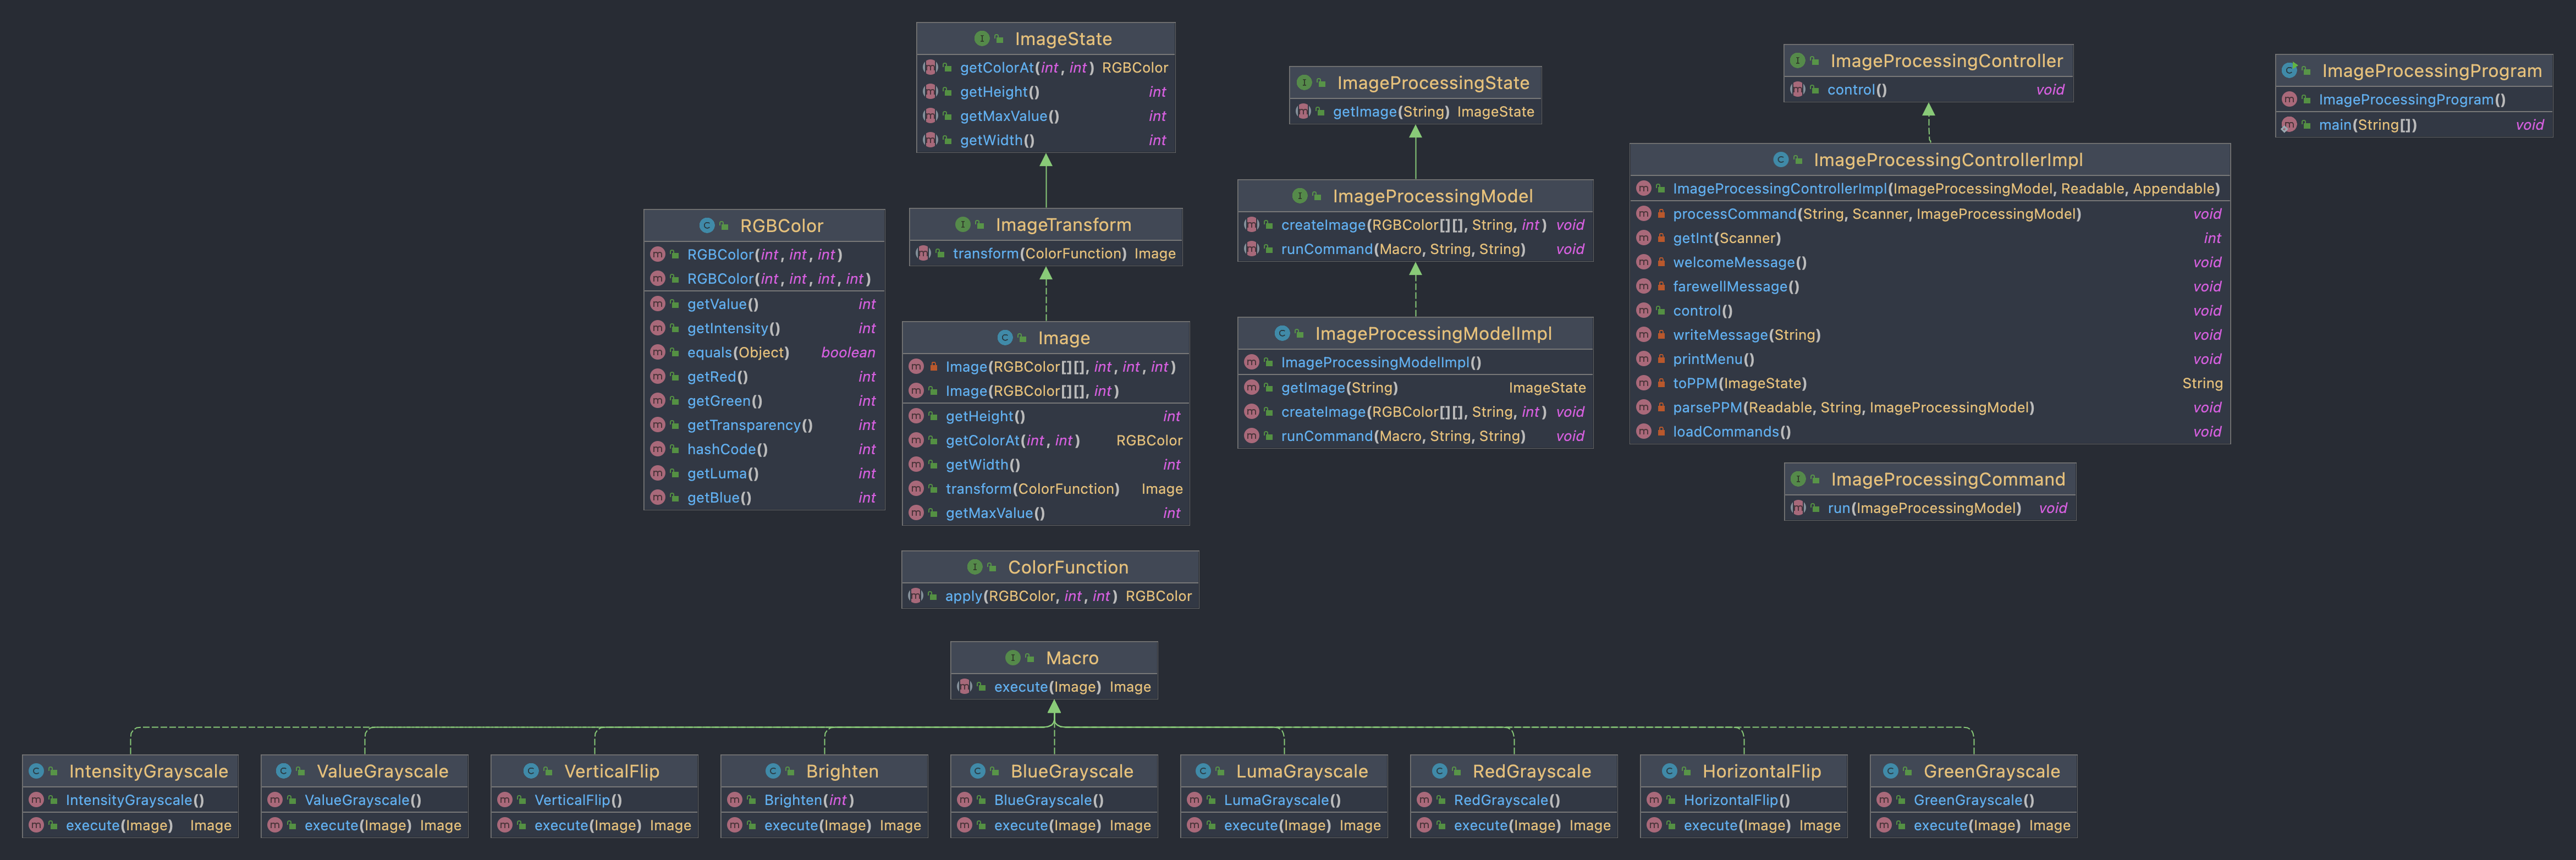 ImageState
getColorAt(int, int) RGBColor
getHeight() int
getMaxValue() int
getWidth() int
ImageProcessingState
getImage(String) ImageState
ImageProcessingController
control() void
ImageProcessingProgram
ImageProcessingProgram()
main(String[]) void
RGBColor
RGBColor(int, int, int)
RGBColor(int, int, int, int)
getValue() int
getIntensity() int
equals(Object) boolean
getRed() int
getGreen() int
getTransparency() int
hashCode() int
getLuma() int
getBlue() int
ImageTransform
transform(ColorFunction) Image
Image
Image(RGBColor[][], int, int, int)
Image(RGBColor[][], int)
getHeight() int
getColorAt(int, int) RGBColor
getWidth() int
transform(ColorFunction) Image
getMaxValue() int
ImageProcessingModel
createImage(RGBColor[][], String, int) void
runCommand(Macro, String, String) void
ImageProcessingModelImpl
ImageProcessingModelImpl()
getImage(String) ImageState
createImage(RGBColor[][], String, int) void
runCommand(Macro, String, String) void
ImageProcessingControllerImpl
ImageProcessingControllerImpl(ImageProcessingModel, Readable, Appendable)
processCommand(String, Scanner, ImageProcessingModel) void
getInt(Scanner) int
welcomeMessage() void
farewellMessage() void
control() void
writeMessage(String) void
printMenu() void
toPPM(ImageState) String
parsePPM(Readable, String, ImageProcessingModel) void
loadCommands() void
ImageProcessingCommand
run(ImageProcessingModel) void
ColorFunction
apply(RGBColor, int, int) RGBColor
Macro
execute(Image) Image
IntensityGrayscale
IntensityGrayscale()
execute(Image) Image
ValueGrayscale
ValueGrayscale()
execute(Image) Image
VerticalFlip
VerticalFlip()
execute(Image) Image
Brighten
Brighten(int)
execute(Image) Image
BlueGrayscale
BlueGrayscale()
execute(Image) Image
LumaGrayscale
LumaGrayscale()
execute(Image) Image
RedGrayscale
RedGrayscale()
execute(Image) Image
HorizontalFlip
HorizontalFlip()
execute(Image) Image
GreenGrayscale
GreenGrayscale()
execute(Image) Image